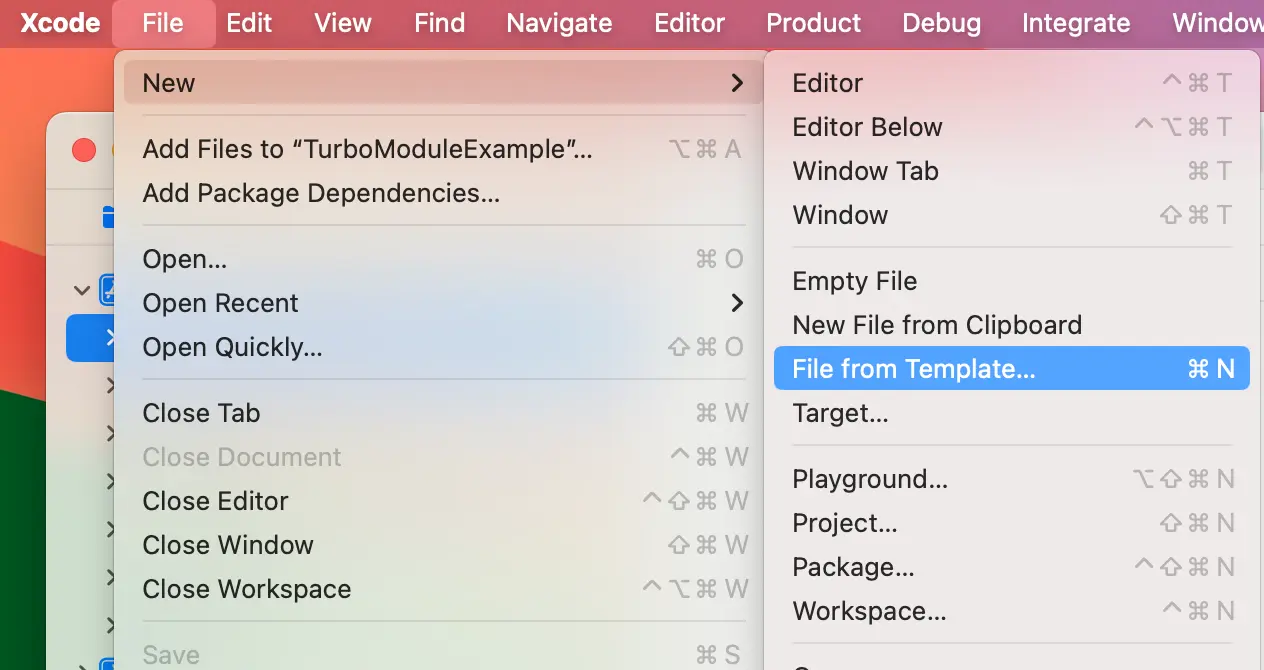 Xcode File Edit View Find Navigate Editor Product Debug Integrate Window
New
Add Files to “TurboModuleExample”... ⌥⌘A
Add Package Dependencies...
Open... ⌘O
Open Recent
Open Quickly... ⇧⌘O
Close Tab ⌘W
Close Document ^⌘W
Close Editor ^⇧⌘W
Close Window ⇧⌘W
Close Workspace ^⌥⌘W
Save ⌘S
Editor ^⌘T
Editor Below ^⌥⌘T
Window Tab ⌘T
Window ⇧⌘T
Empty File
New File from Clipboard
File from Template... ⌘N
Target...
Playground... ⌥⇧⌘N
Project... ⇧⌘N
Package... ^⇧⌘N
Workspace... ^⌘N